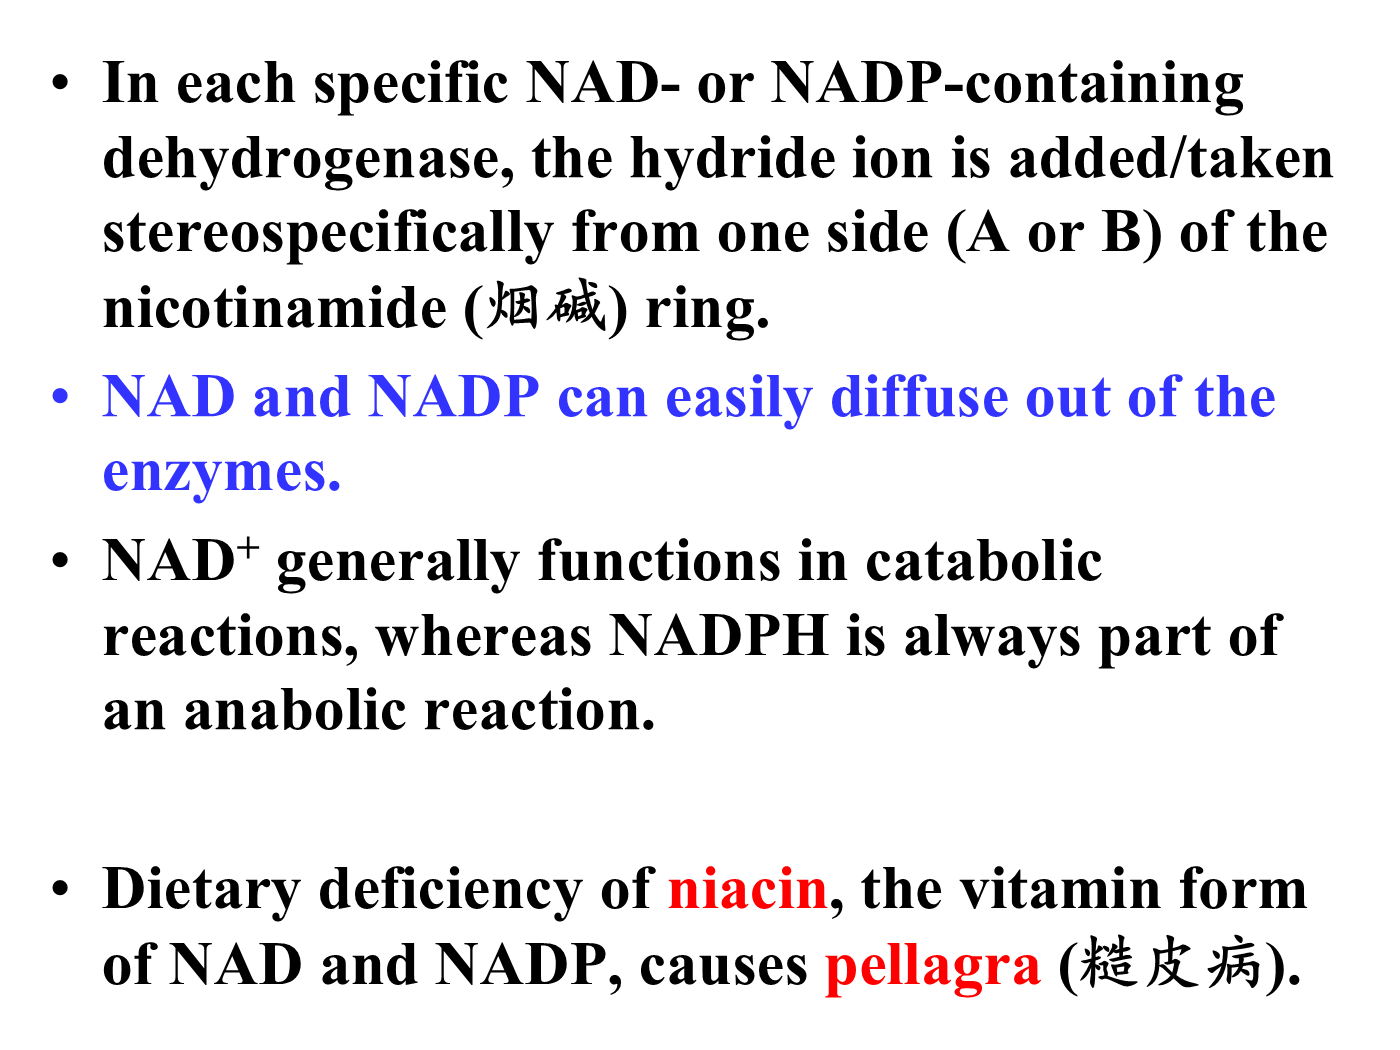 • In each specific NAD- or NADP-containing
dehydrogenase, the hydride ion is added/taken
stereospecifically from one side (A or B) of the
nicotinamide (烟碱) ring.
• NAD and NADP can easily diffuse out of the
enzymes.
• NAD⁺ generally functions in catabolic
reactions, whereas NADPH is always part of
an anabolic reaction.
• Dietary deficiency of niacin, the vitamin form
of NAD and NADP, causes pellagra (糙皮病).